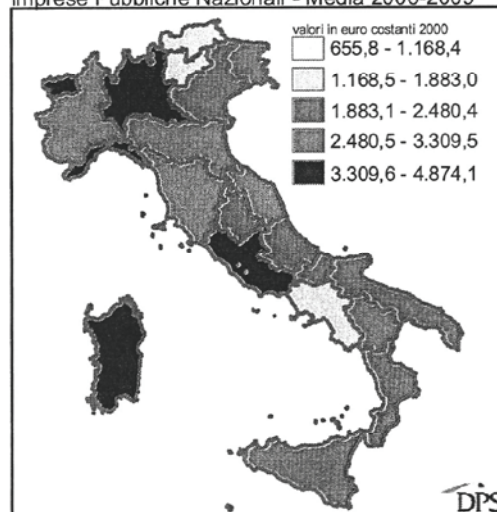 Imprese Pubbliche Nazionali - Media 2006-2009
valori in euro costanti 2000
655,8 - 1.168,4
1.168,5 - 1.883,0
1.883,1 - 2.480,4
2.480,5 - 3.309,5
3.309,6 - 4.874,1
DPS